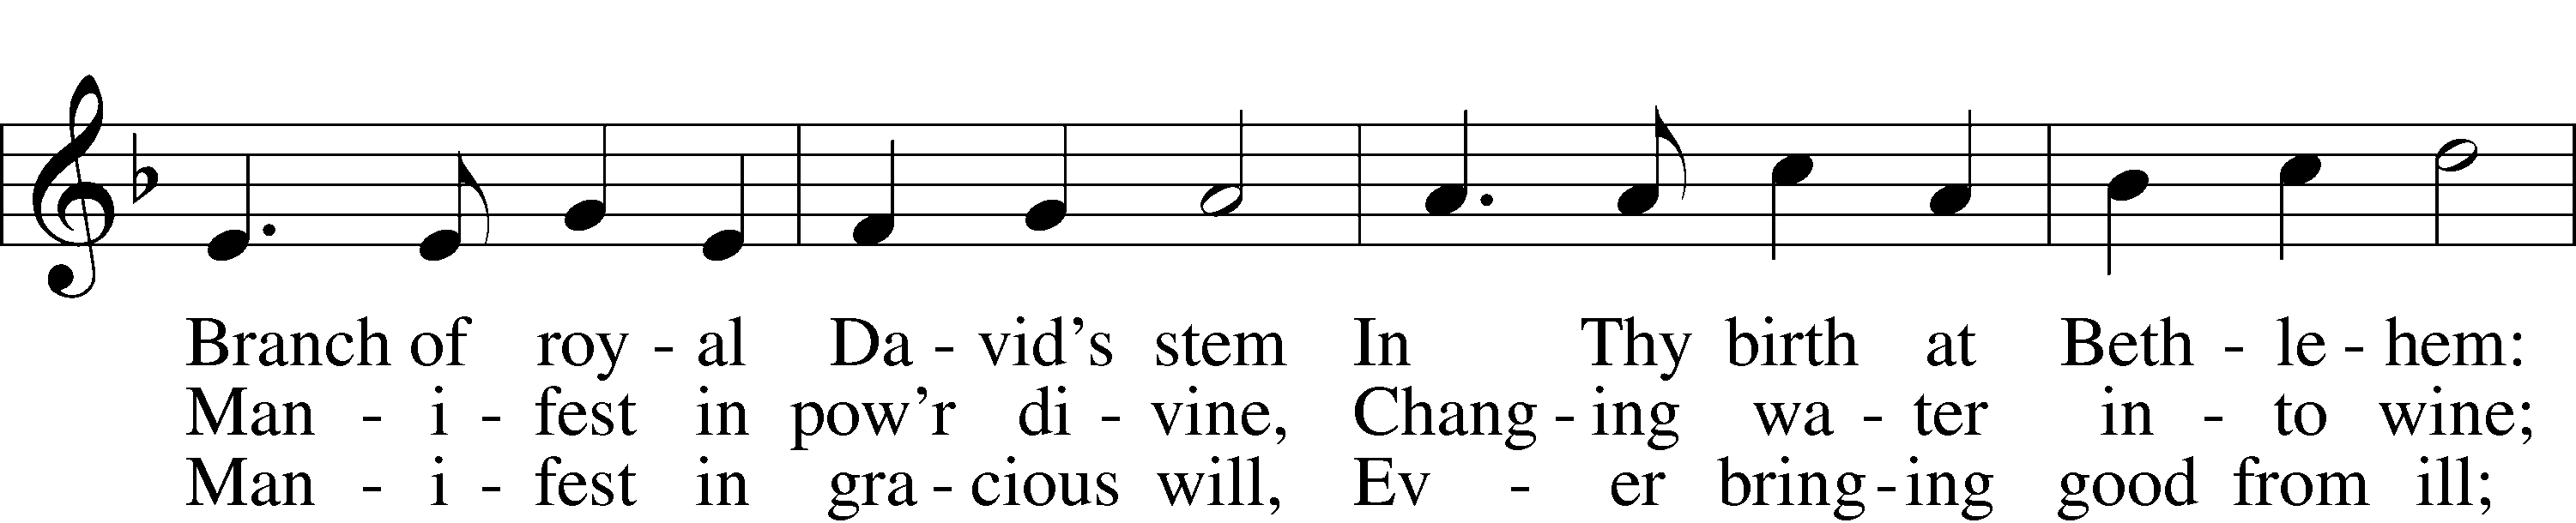 Branch of roy - al Da - vid's stem In Thy birth at Beth - le - hem:
Man - i - fest in pow'r di - vine, Chang - ing wa - ter in - to wine;
Man - i - fest in gra - cious will, Ev - er bring - ing good from ill;